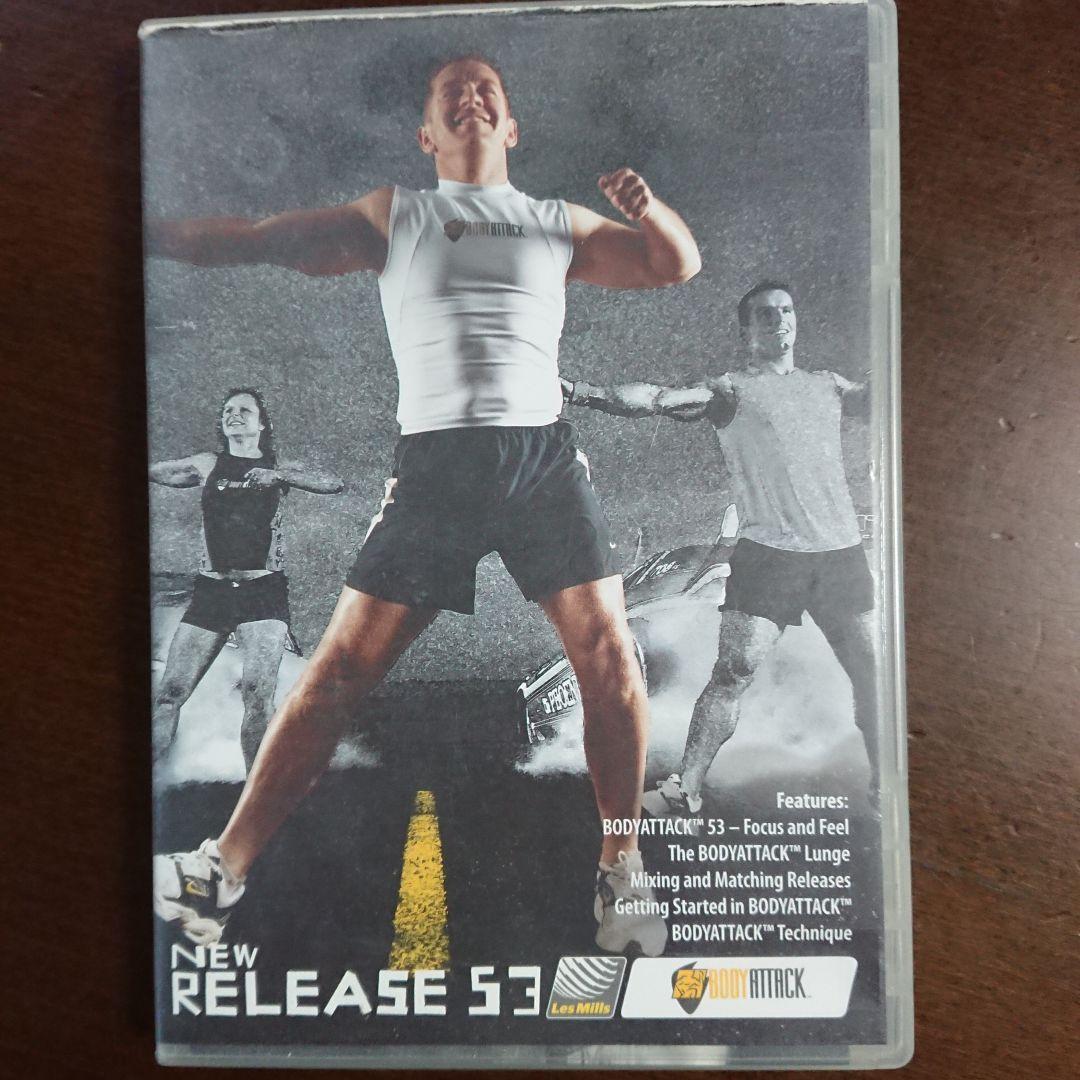 BODYATTACK
Features:
BODYATTACK™ 53 – Focus and Feel
The BODYATTACK™ Lunge
Mixing and Matching Releases
Getting Started in BODYATTACK™
BODYATTACK™ Technique
NEW
RELEASE 53
Les Mills
BODYATTACK™